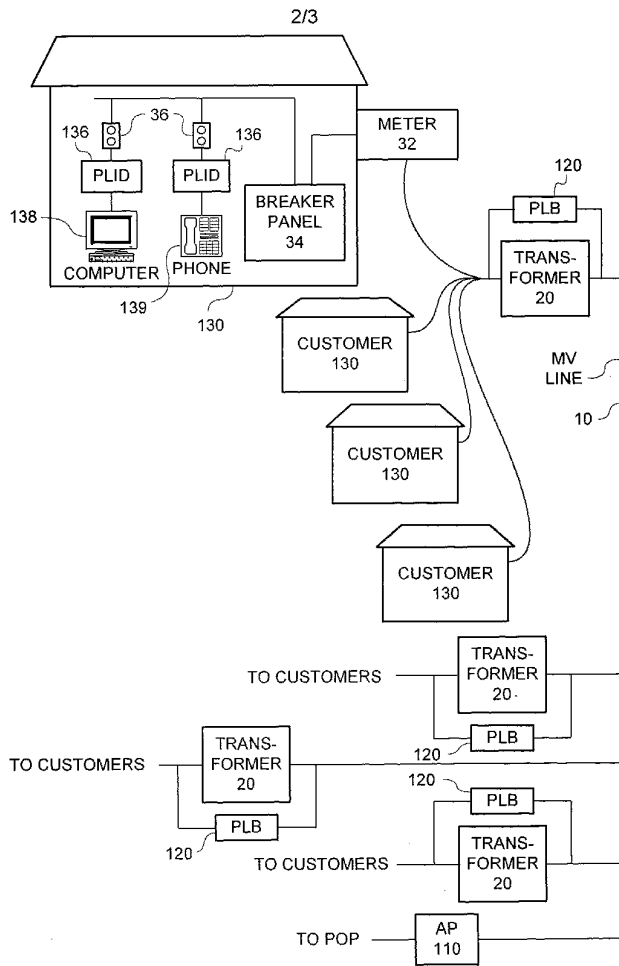 2/3
36
136
136
PLID
PLID
138
COMPUTER
PHONE
139
130
BREAKER
PANEL
34
METER
32
120
PLB
TRANS-
FORMER
20
MV
LINE
10
CUSTOMER
130
CUSTOMER
130
CUSTOMER
130
TO CUSTOMERS
TRANS-
FORMER
20
120
PLB
TO CUSTOMERS
TRANS-
FORMER
20
120
PLB
120
PLB
TO CUSTOMERS
TRANS-
FORMER
20
TO POP
AP
110